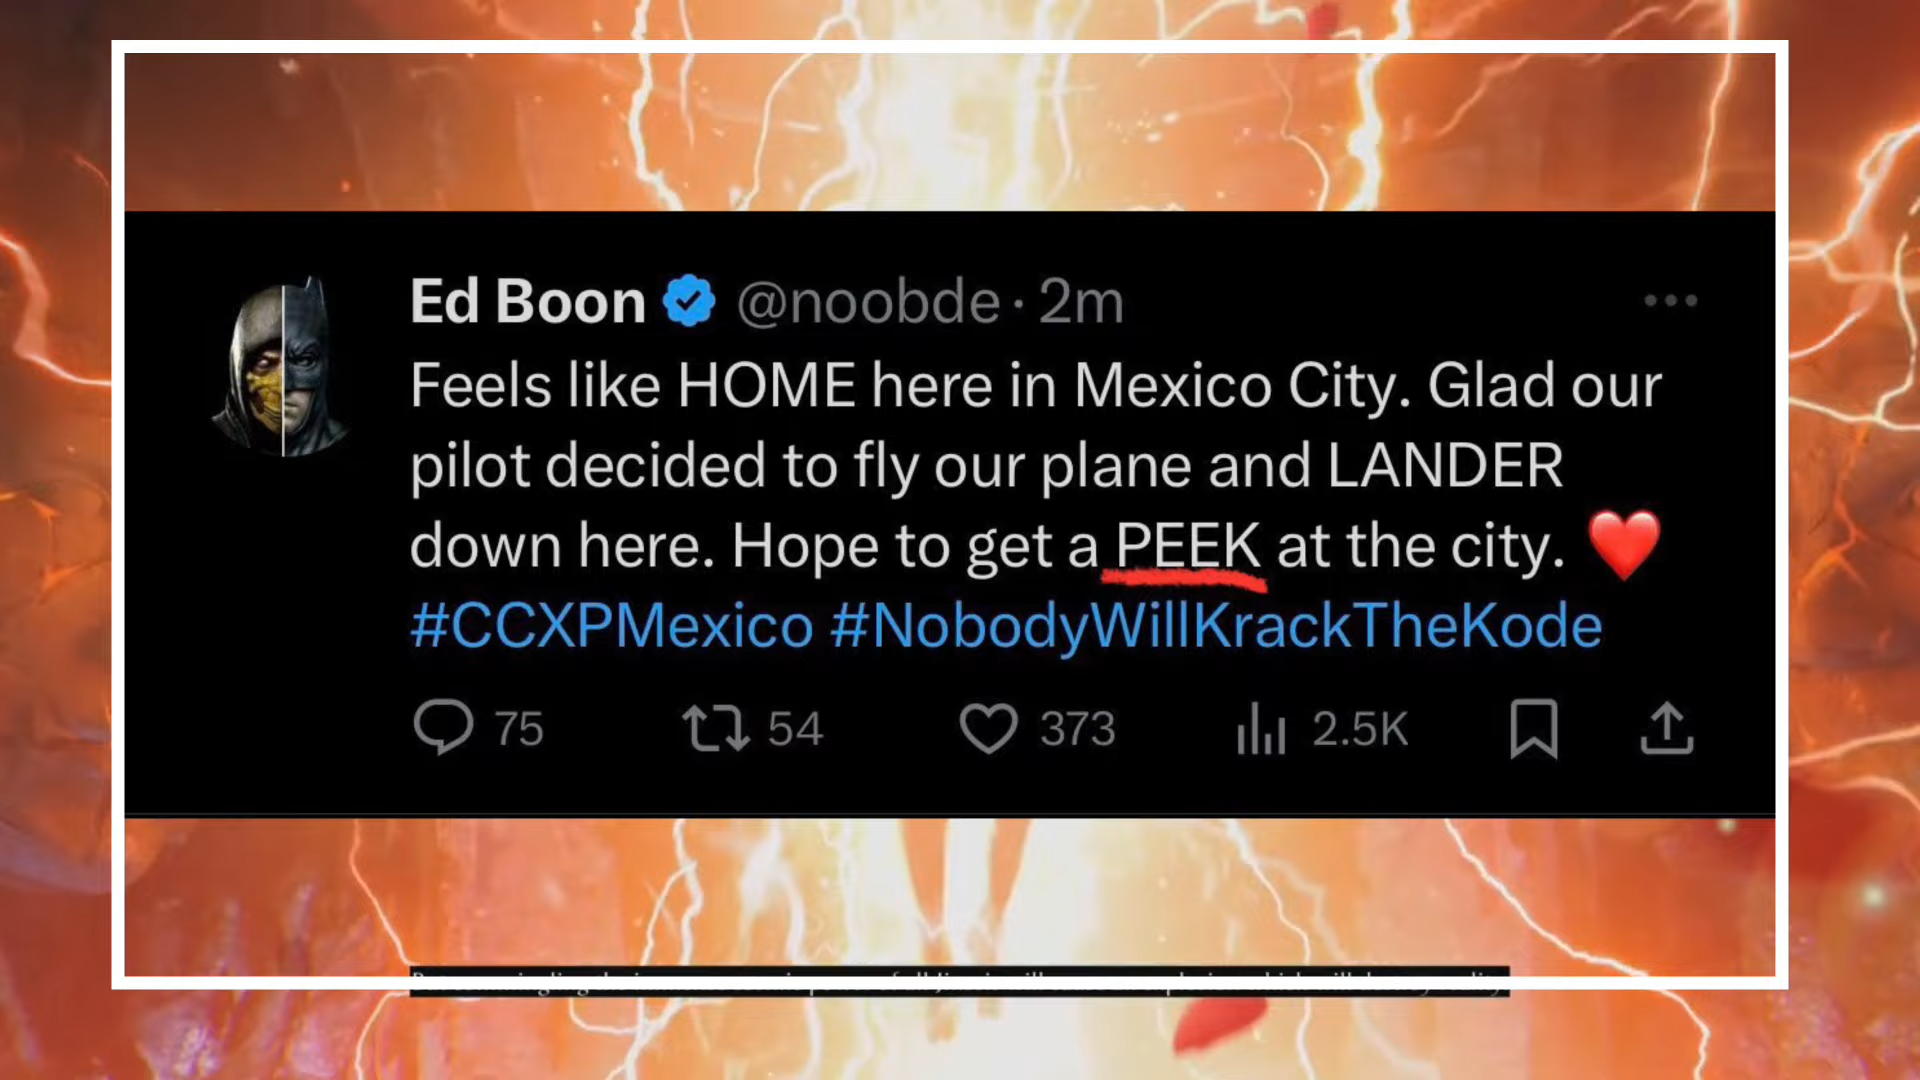 Ed Boon @noobde · 2m
Feels like HOME here in Mexico City. Glad our
pilot decided to fly our plane and LANDER
down here. Hope to get a PEEK at the city. ❤️
#CCXPMexico #NobodyWillKrackTheKode
75 54 373 2.5K